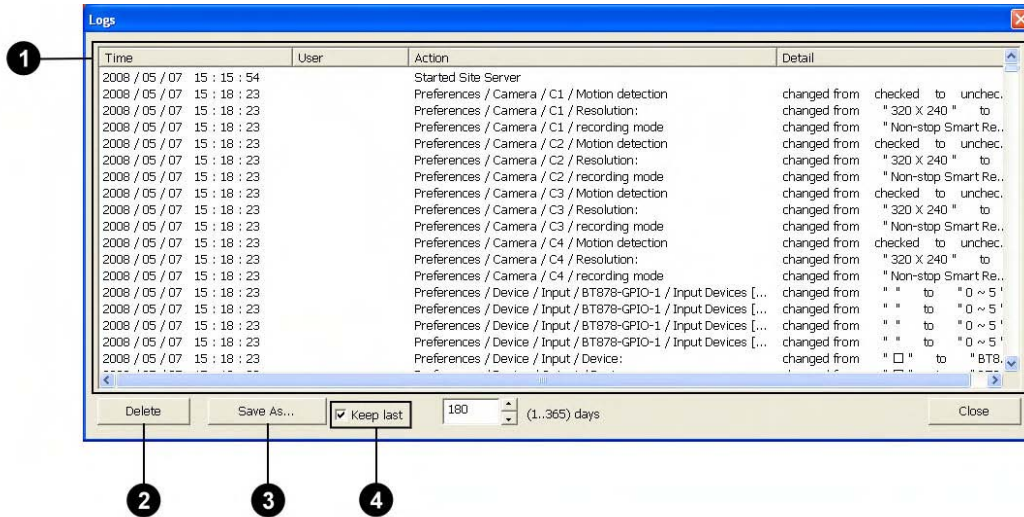 Logs
1
Time User Action Detail
2008 / 05 / 07 15 : 15 : 54 Started Site Server
2008 / 05 / 07 15 : 18 : 23 Preferences / Camera / C1 / Motion detection changed from checked to unchec.
2008 / 05 / 07 15 : 18 : 23 Preferences / Camera / C1 / Resolution: changed from " 320 X 240 " to
2008 / 05 / 07 15 : 18 : 23 Preferences / Camera / C1 / recording mode changed from " Non-stop Smart Re..
2008 / 05 / 07 15 : 18 : 23 Preferences / Camera / C2 / Motion detection changed from checked to unchec.
2008 / 05 / 07 15 : 18 : 23 Preferences / Camera / C2 / Resolution: changed from " 320 X 240 " to
2008 / 05 / 07 15 : 18 : 23 Preferences / Camera / C2 / recording mode changed from " Non-stop Smart Re..
2008 / 05 / 07 15 : 18 : 23 Preferences / Camera / C3 / Motion detection changed from checked to unchec.
2008 / 05 / 07 15 : 18 : 23 Preferences / Camera / C3 / Resolution: changed from " 320 X 240 " to
2008 / 05 / 07 15 : 18 : 23 Preferences / Camera / C3 / recording mode changed from " Non-stop Smart Re..
2008 / 05 / 07 15 : 18 : 23 Preferences / Camera / C4 / Motion detection changed from checked to unchec.
2008 / 05 / 07 15 : 18 : 23 Preferences / Camera / C4 / Resolution: changed from " 320 X 240 " to
2008 / 05 / 07 15 : 18 : 23 Preferences / Camera / C4 / recording mode changed from " Non-stop Smart Re..
2008 / 05 / 07 15 : 18 : 23 Preferences / Device / Input / BT878-GPIO-1 / Input Devices [... changed from " " to " 0 ~ 5 "
2008 / 05 / 07 15 : 18 : 23 Preferences / Device / Input / BT878-GPIO-1 / Input Devices [... changed from " " to " 0 ~ 5 "
2008 / 05 / 07 15 : 18 : 23 Preferences / Device / Input / BT878-GPIO-1 / Input Devices [... changed from " " to " 0 ~ 5 "
2008 / 05 / 07 15 : 18 : 23 Preferences / Device / Input / BT878-GPIO-1 / Input Devices [... changed from " " to " 0 ~ 5 "
2008 / 05 / 07 15 : 18 : 23 Preferences / Device / Input / Device: changed from " □ " to " BT8.
Delete Save As... Keep last 180 (1..365) days Close
2 3 4